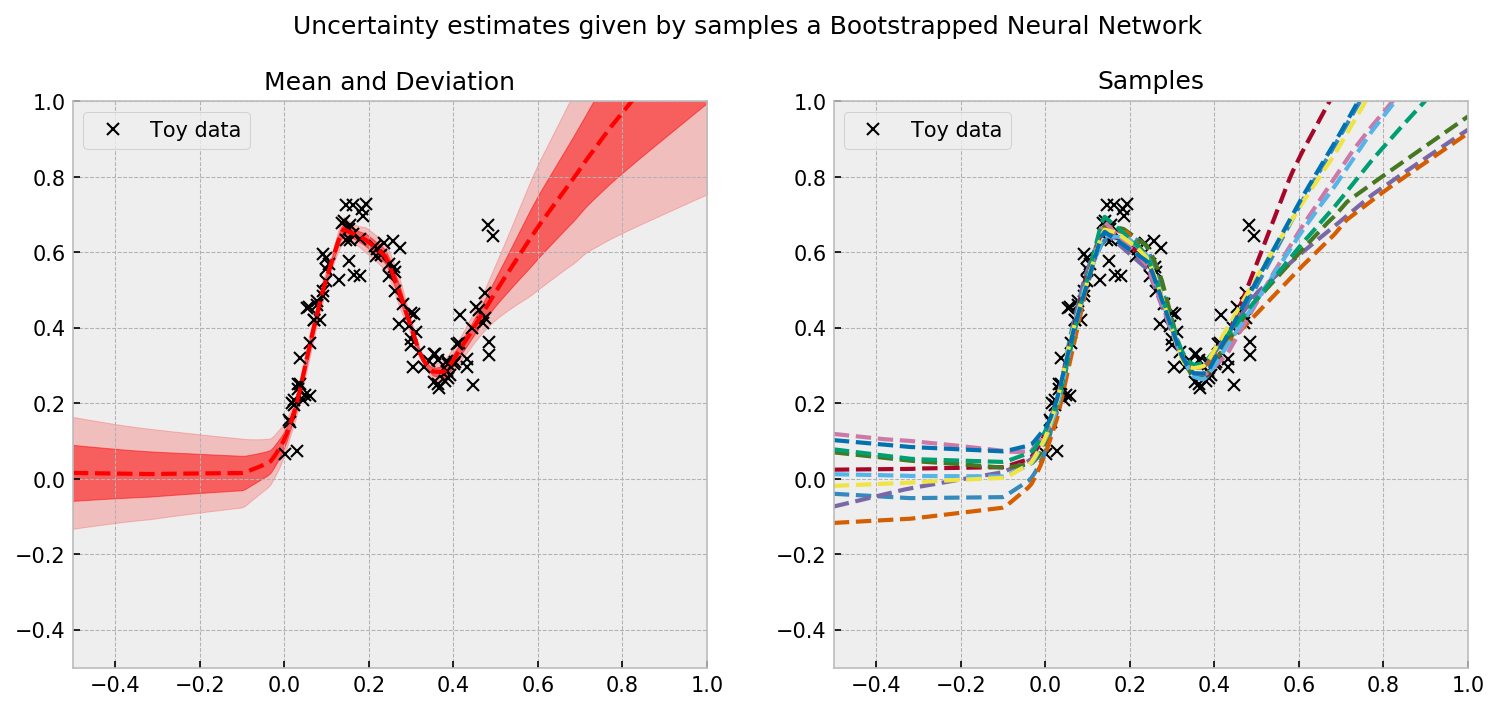 Uncertainty estimates given by samples a Bootstrapped Neural Network
Mean and Deviation
Toy data
1.0
0.8
0.6
0.4
0.2
0.0
−0.2
−0.4
−0.4 −0.2 0.0 0.2 0.4 0.6 0.8 1.0
Samples
Toy data
1.0
0.8
0.6
0.4
0.2
0.0
−0.2
−0.4
−0.4 −0.2 0.0 0.2 0.4 0.6 0.8 1.0